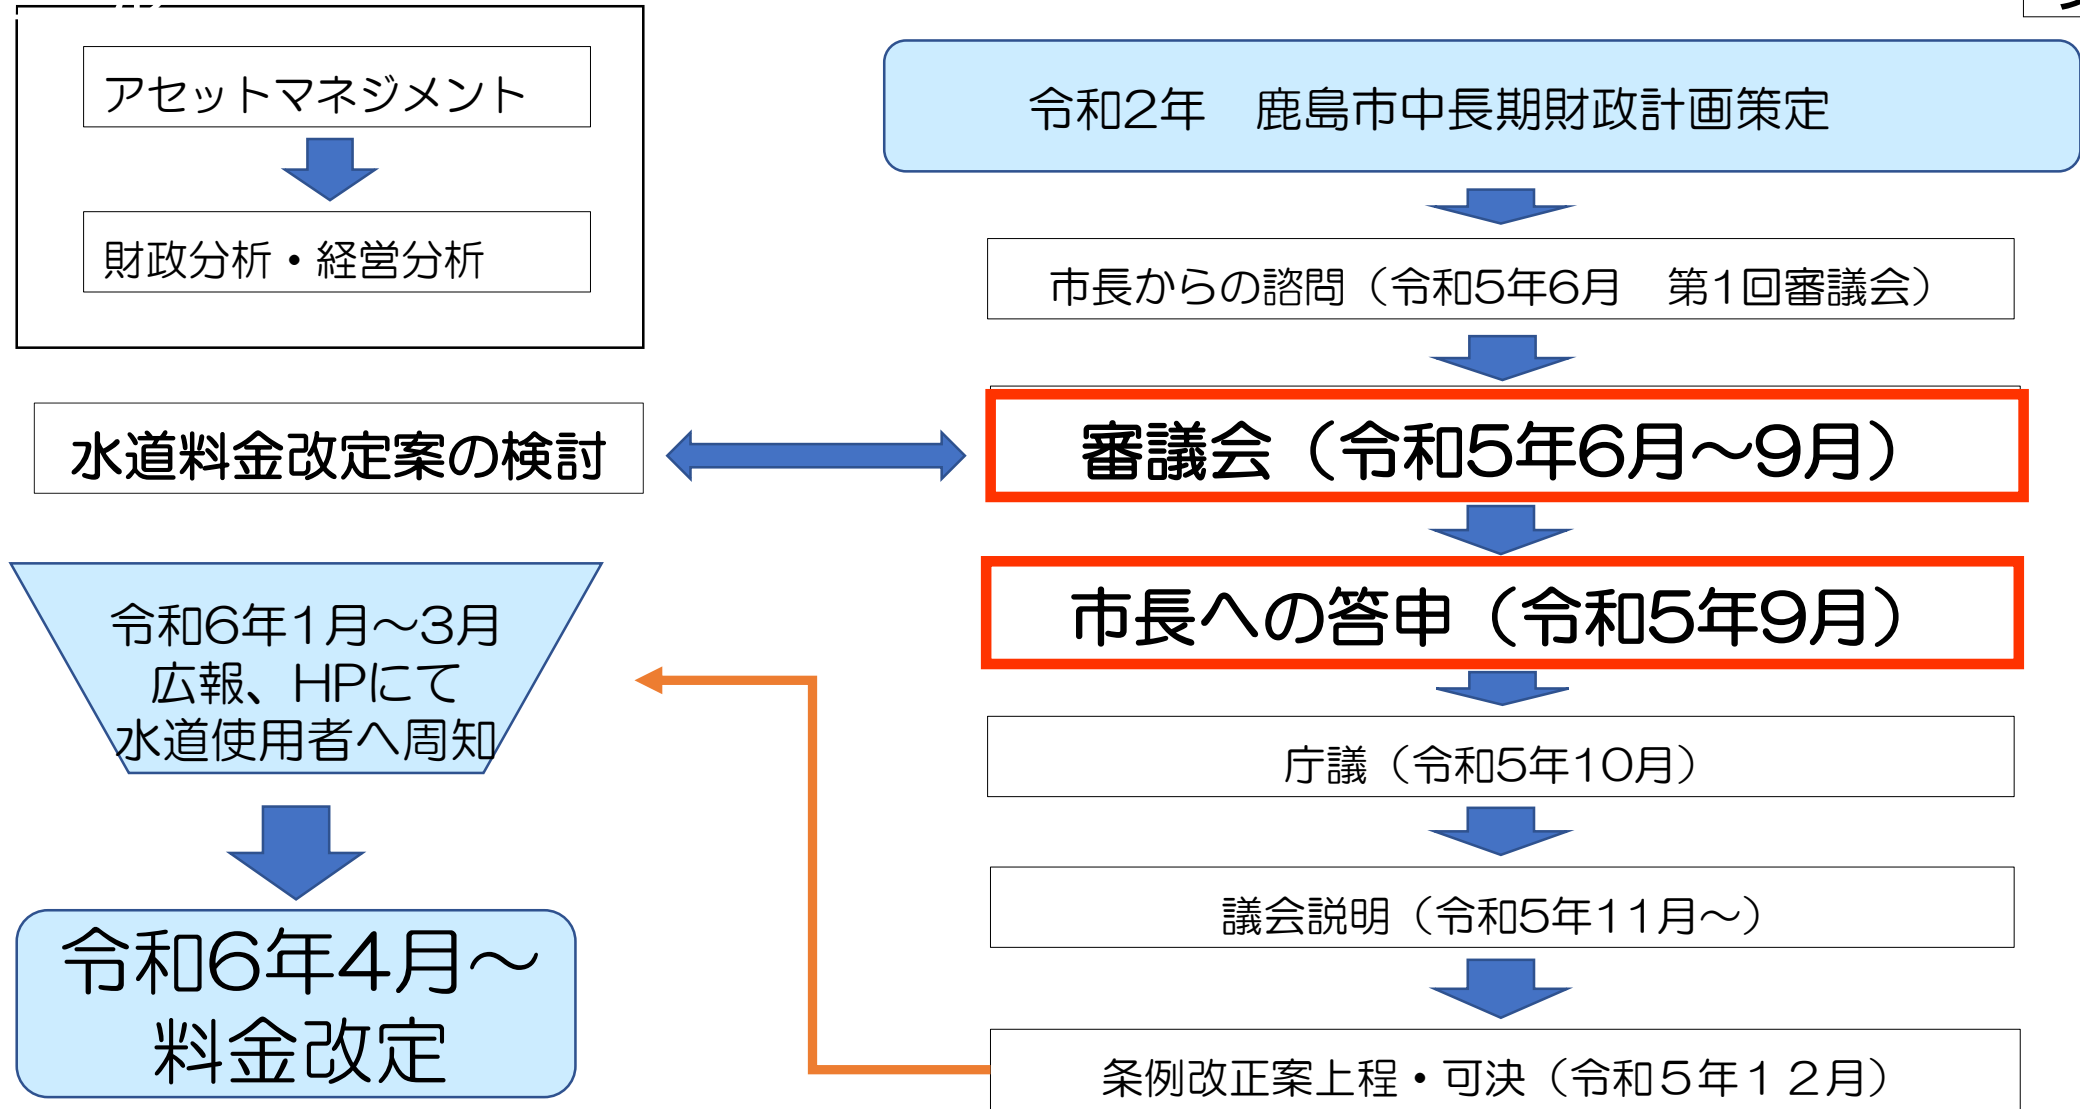 アセットマネジメント
財政分析・経営分析
令和2年　鹿島市中長期財政計画策定
市長からの諮問（令和5年6月　第1回審議会）
水道料金改定案の検討
審議会（令和5年6月～9月）
市長への答申（令和5年9月）
庁議（令和5年10月）
議会説明（令和5年11月～）
条例改正案上程・可決（令和５年１２月）
令和6年1月～3月
広報、HPにて
水道使用者へ周知
令和6年4月～
料金改定